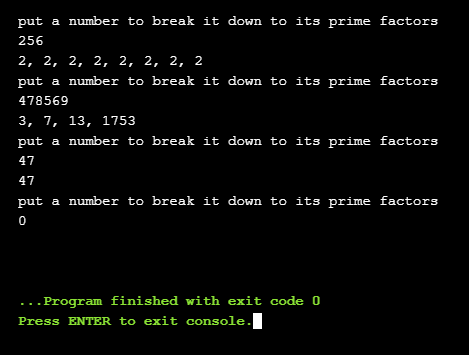 put a number to break it down to its prime factors
256
2, 2, 2, 2, 2, 2, 2, 2
put a number to break it down to its prime factors
478569
3, 7, 13, 1753
put a number to break it down to its prime factors
47
47
put a number to break it down to its prime factors
0
...Program finished with exit code 0
Press ENTER to exit console.